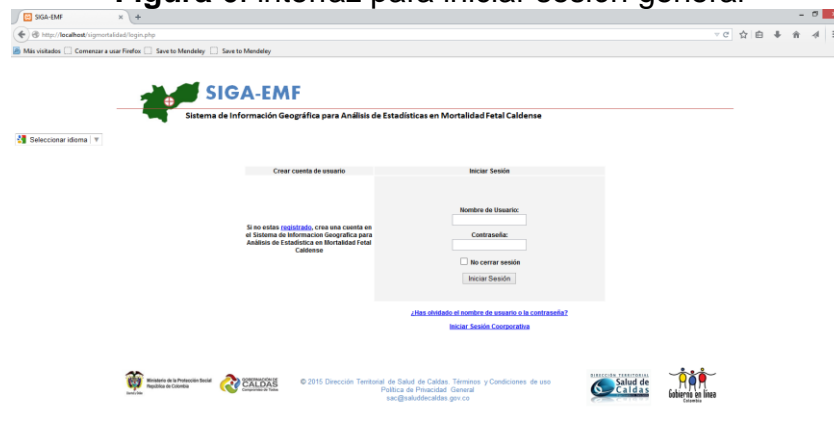 Figura 6. Interfaz para iniciar sesión general
SIGA-EMF
http://localhost/sigmortalidad/login.php
Más visitados Comenzar a usar Firefox Save to Mendeley Save to Mendeley
SIGA-EMF
Sistema de Información Geográfica para Análisis de Estadísticas en Mortalidad Fetal Caldense
Seleccionar idioma
Crear cuenta de usuario
Si no estas registrado, crea una cuenta en
el Sistema de Informacion Geografica para
Análisis de Estadística en Mortalidad Fetal
Caldense
Iniciar Sesión
Nombre de Usuario:
Contraseña:
No cerrar sesión
Iniciar Sesión
¿Has olvidado el nombre de usuario o la contraseña?
Iniciar Sesión Coorporativa
Ministerio de la Protección Social
República de Colombia
CALDAS
© 2015 Dirección Territorial de Salud de Caldas. Términos y Condiciones de uso
Política de Privacidad General
sac@saluddecaldas.gov.co
DIRECCIÓN TERRITORIAL
Salud de
Caldas
Gobierno en línea
Colombia